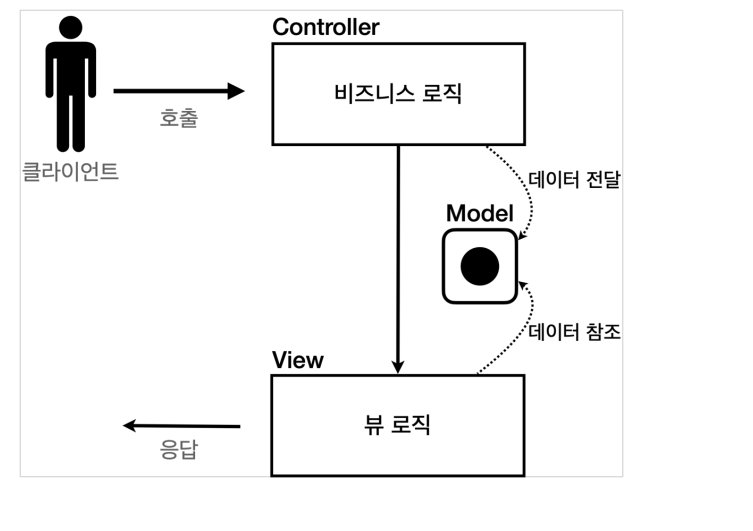 Controller
비즈니스 로직
호출
클라이언트
데이터 전달
Model
데이터 참조
View
뷰 로직
응답